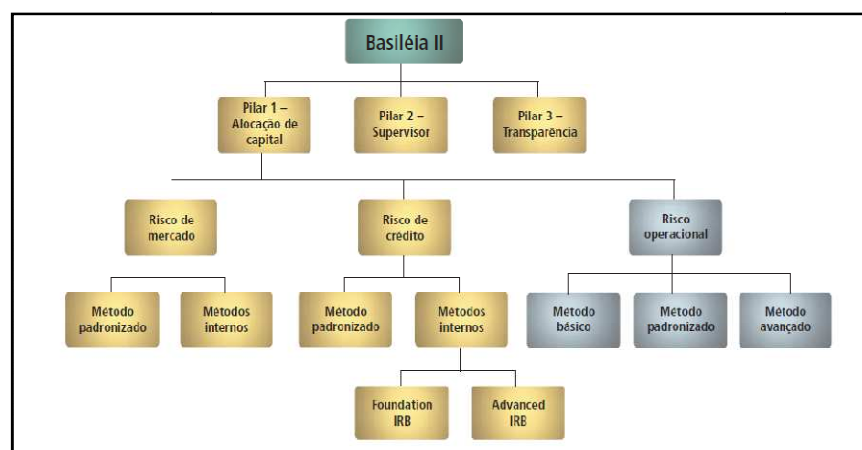 Basiléia II
Pilar 1 –
Alocação de
capital
Pilar 2 –
Supervisor
Pilar 3 –
Transparência
Risco de
mercado
Risco de
crédito
Risco
operacional
Método
padronizado
Métodos
internos
Método
padronizado
Métodos
internos
Método
básico
Método
padronizado
Método
avançado
Foundation
IRB
Advanced
IRB